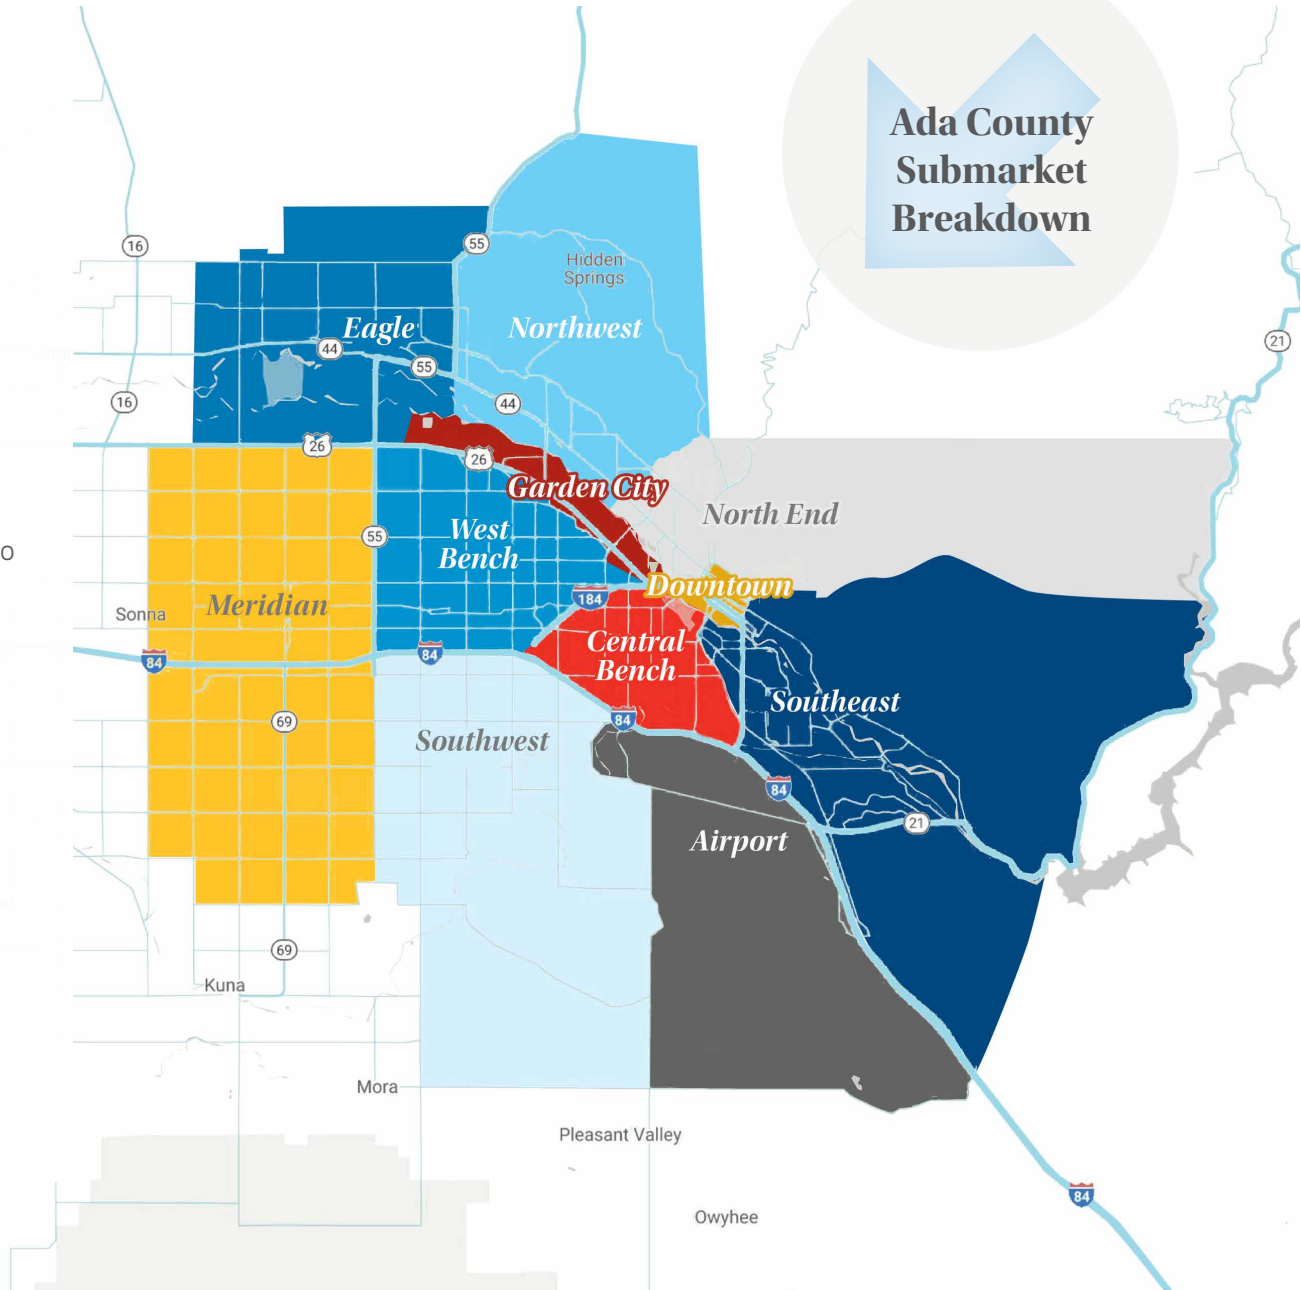 Ada County
Submarket
Breakdown
16
55
Hidden
Springs
Eagle
Northwest
44
21
55
16
44
26
26
Garden City
North End
West
Bench
55
O
Downtown
184
Meridian
Sonna
Central
Bench
84
84
Southeast
69
84
Southwest
84
21
Airport
69
Kuna
Mora
Pleasant Valley
84
Owyhee